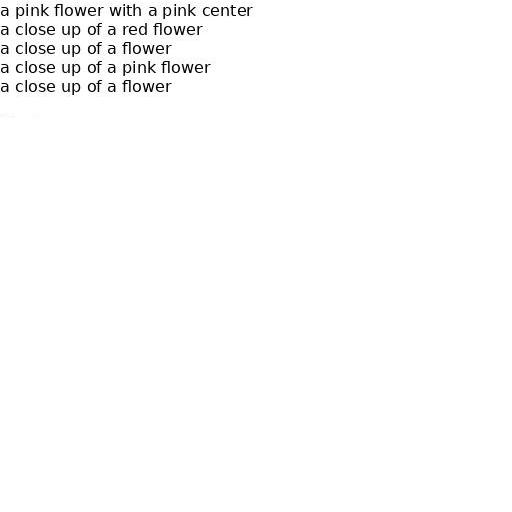 a pink flower with a pink center
a close up of a red flower
a close up of a flower
a close up of a pink flower
a close up of a flower